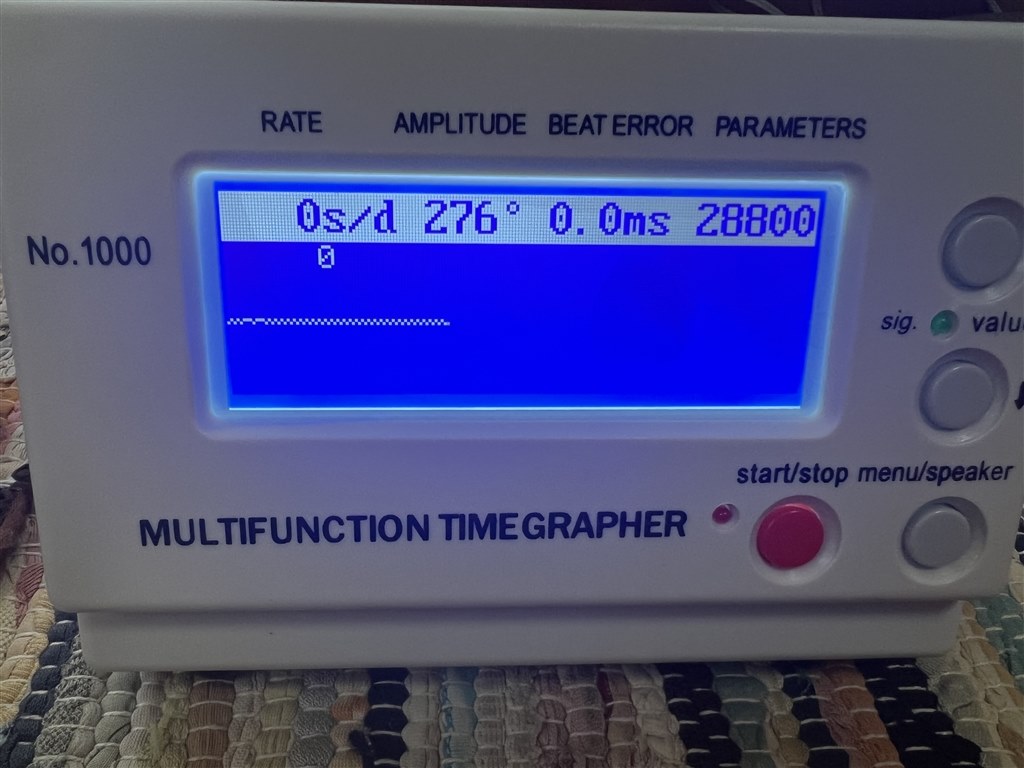 RATE AMPLITUDE BEAT ERROR PARAMETERS
0s/d 276° 0.0ms 28800
0
No.1000
sig. valu
start/stop menu/speaker
MULTIFUNCTION TIMEGRAPHER